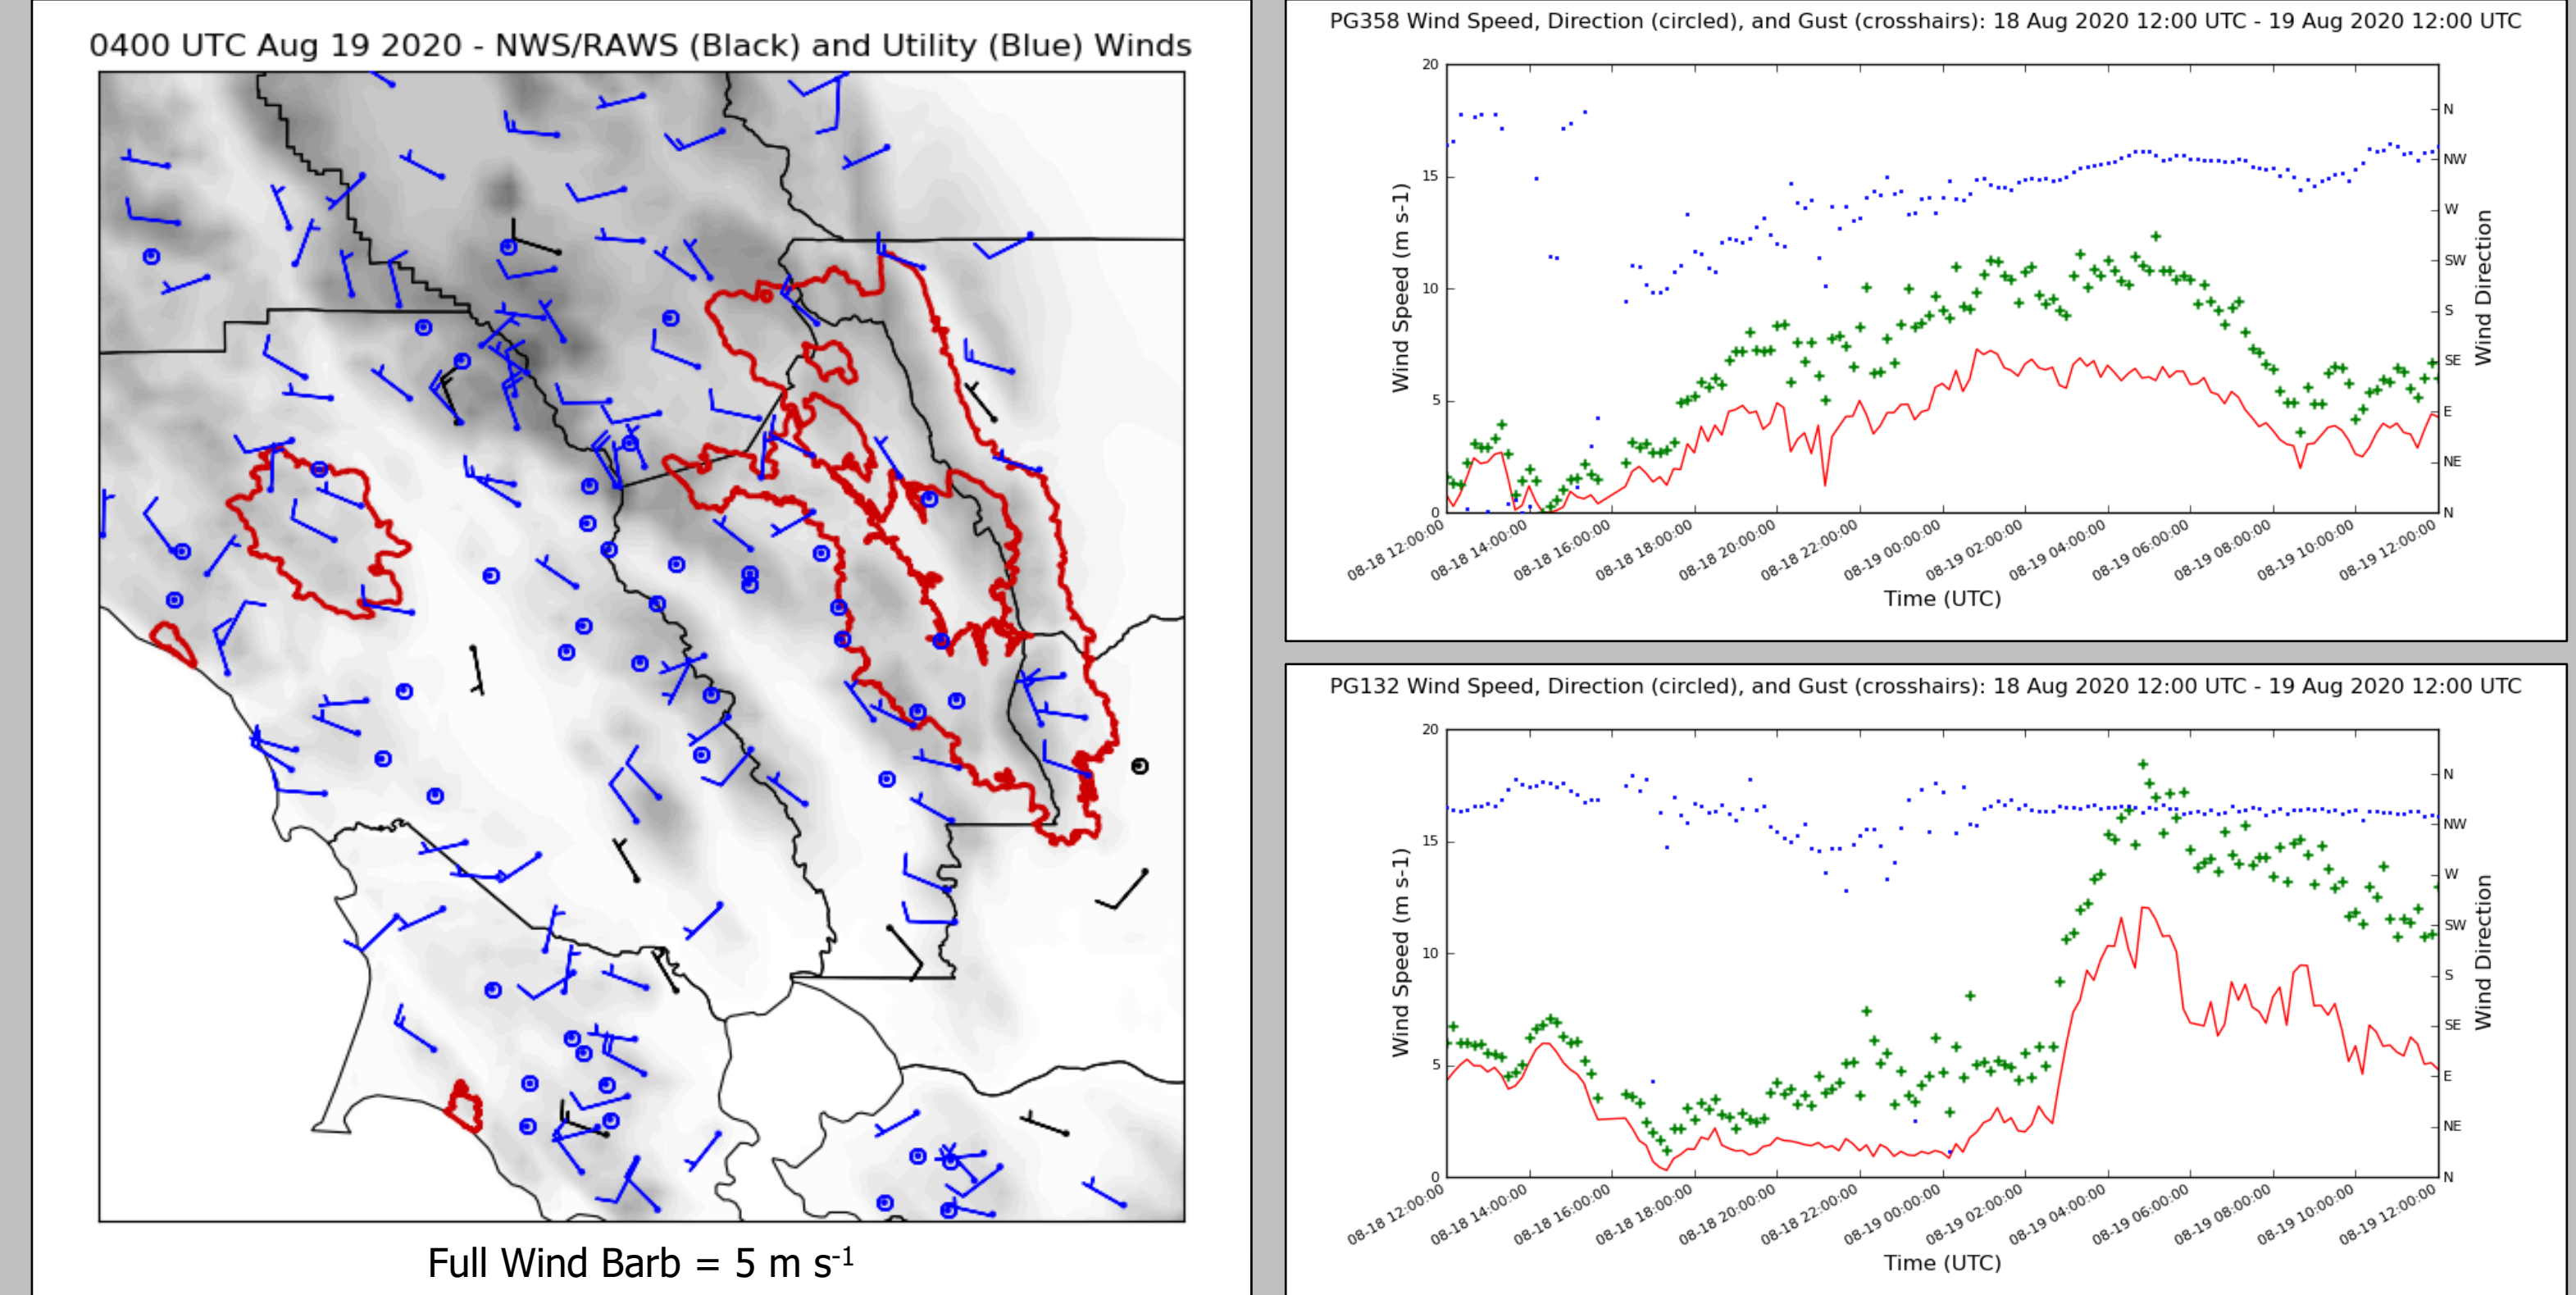 0400 UTC Aug 19 2020 - NWS/RAWS (Black) and Utility (Blue) Winds
Full Wind Barb = 5 m s-1
PG358 Wind Speed, Direction (circled), and Gust (crosshairs): 18 Aug 2020 12:00 UTC - 19 Aug 2020 12:00 UTC
Wind Speed (m s-1)
20
15
10
5
0
N
NW
W
SW
S
SE
E
NE
N
Wind Direction
08-18 12:00:00
08-18 14:00:00
08-18 16:00:00
08-18 18:00:00
08-18 20:00:00
08-18 22:00:00
08-19 00:00:00
08-19 02:00:00
08-19 04:00:00
08-19 06:00:00
08-19 08:00:00
08-19 10:00:00
08-19 12:00:00
Time (UTC)
PG132 Wind Speed, Direction (circled), and Gust (crosshairs): 18 Aug 2020 12:00 UTC - 19 Aug 2020 12:00 UTC
Wind Speed (m s-1)
20
15
10
5
0
N
NW
W
SW
S
SE
E
NE
N
Wind Direction
08-18 12:00:00
08-18 14:00:00
08-18 16:00:00
08-18 18:00:00
08-18 20:00:00
08-18 22:00:00
08-19 00:00:00
08-19 02:00:00
08-19 04:00:00
08-19 06:00:00
08-19 08:00:00
08-19 10:00:00
08-19 12:00:00
Time (UTC)